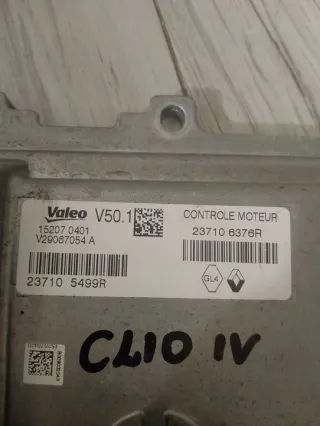 Valeo V50.1
CONTROLE MOTEUR
15207 0401
V29067054 A
23710 6376R
23710 5499R
GL4
CLIO IV